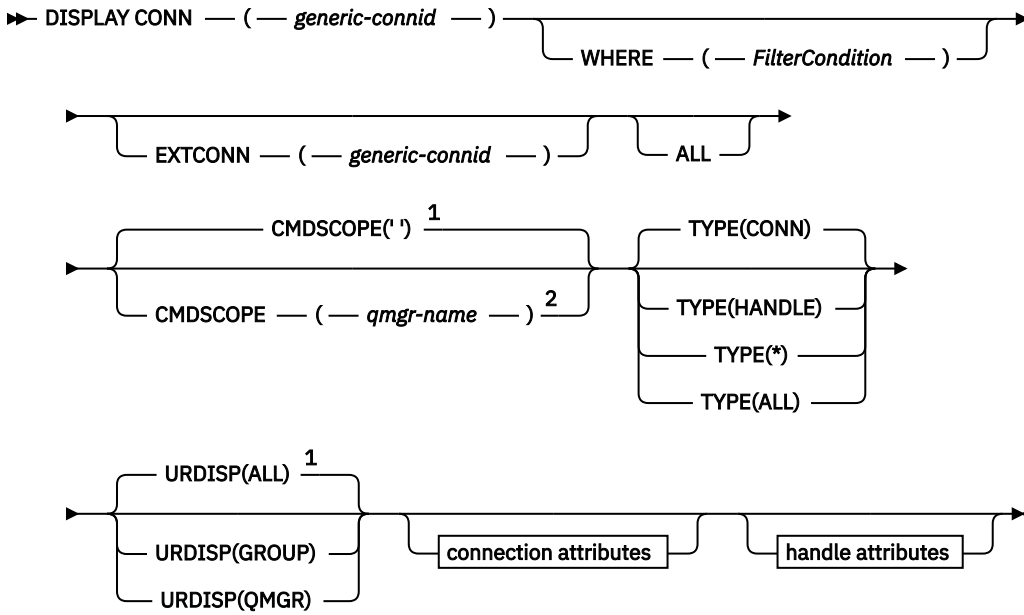 DISPLAY CONN ( generic-connid )
WHERE ( FilterCondition )
EXTCONN ( generic-connid )
ALL
CMDSCOPE(' ') 1
TYPE(CONN)
CMDSCOPE ( qmgr-name ) 2
TYPE(HANDLE)
TYPE(*)
TYPE(ALL)
URDISP(ALL) 1
URDISP(GROUP)
connection attributes
handle attributes
URDISP(QMGR)